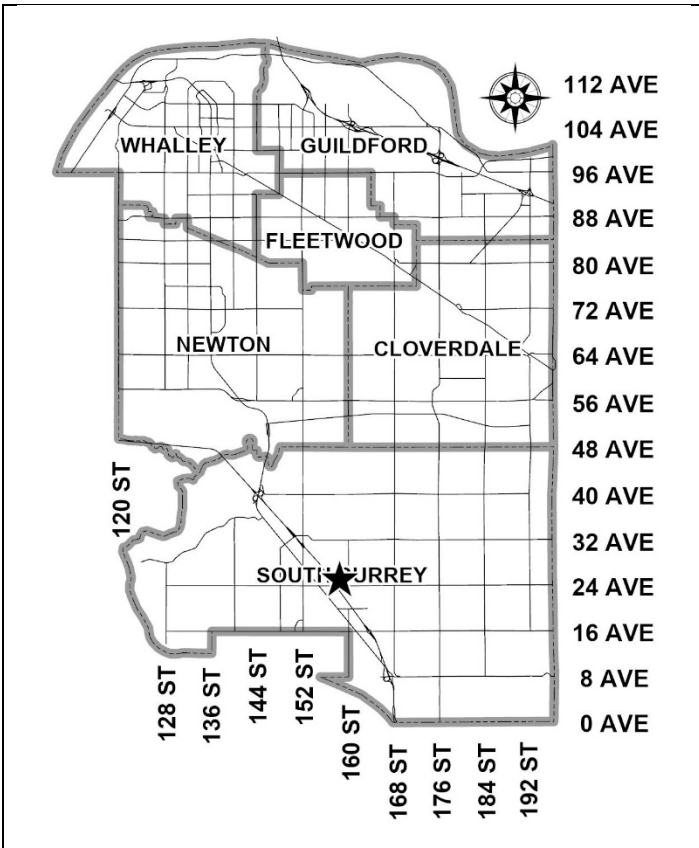 112 AVE
104 AVE
WHALLEY
GUILDFORD
96 AVE
88 AVE
FLEETWOOD
80 AVE
72 AVE
NEWTON
CLOVERDALE
64 AVE
56 AVE
48 AVE
120 ST
40 AVE
32 AVE
SOUTH SURREY
24 AVE
16 AVE
128 ST
136 ST
144 ST
152 ST
8 AVE
0 AVE
160 ST
168 ST
176 ST
184 ST
192 ST